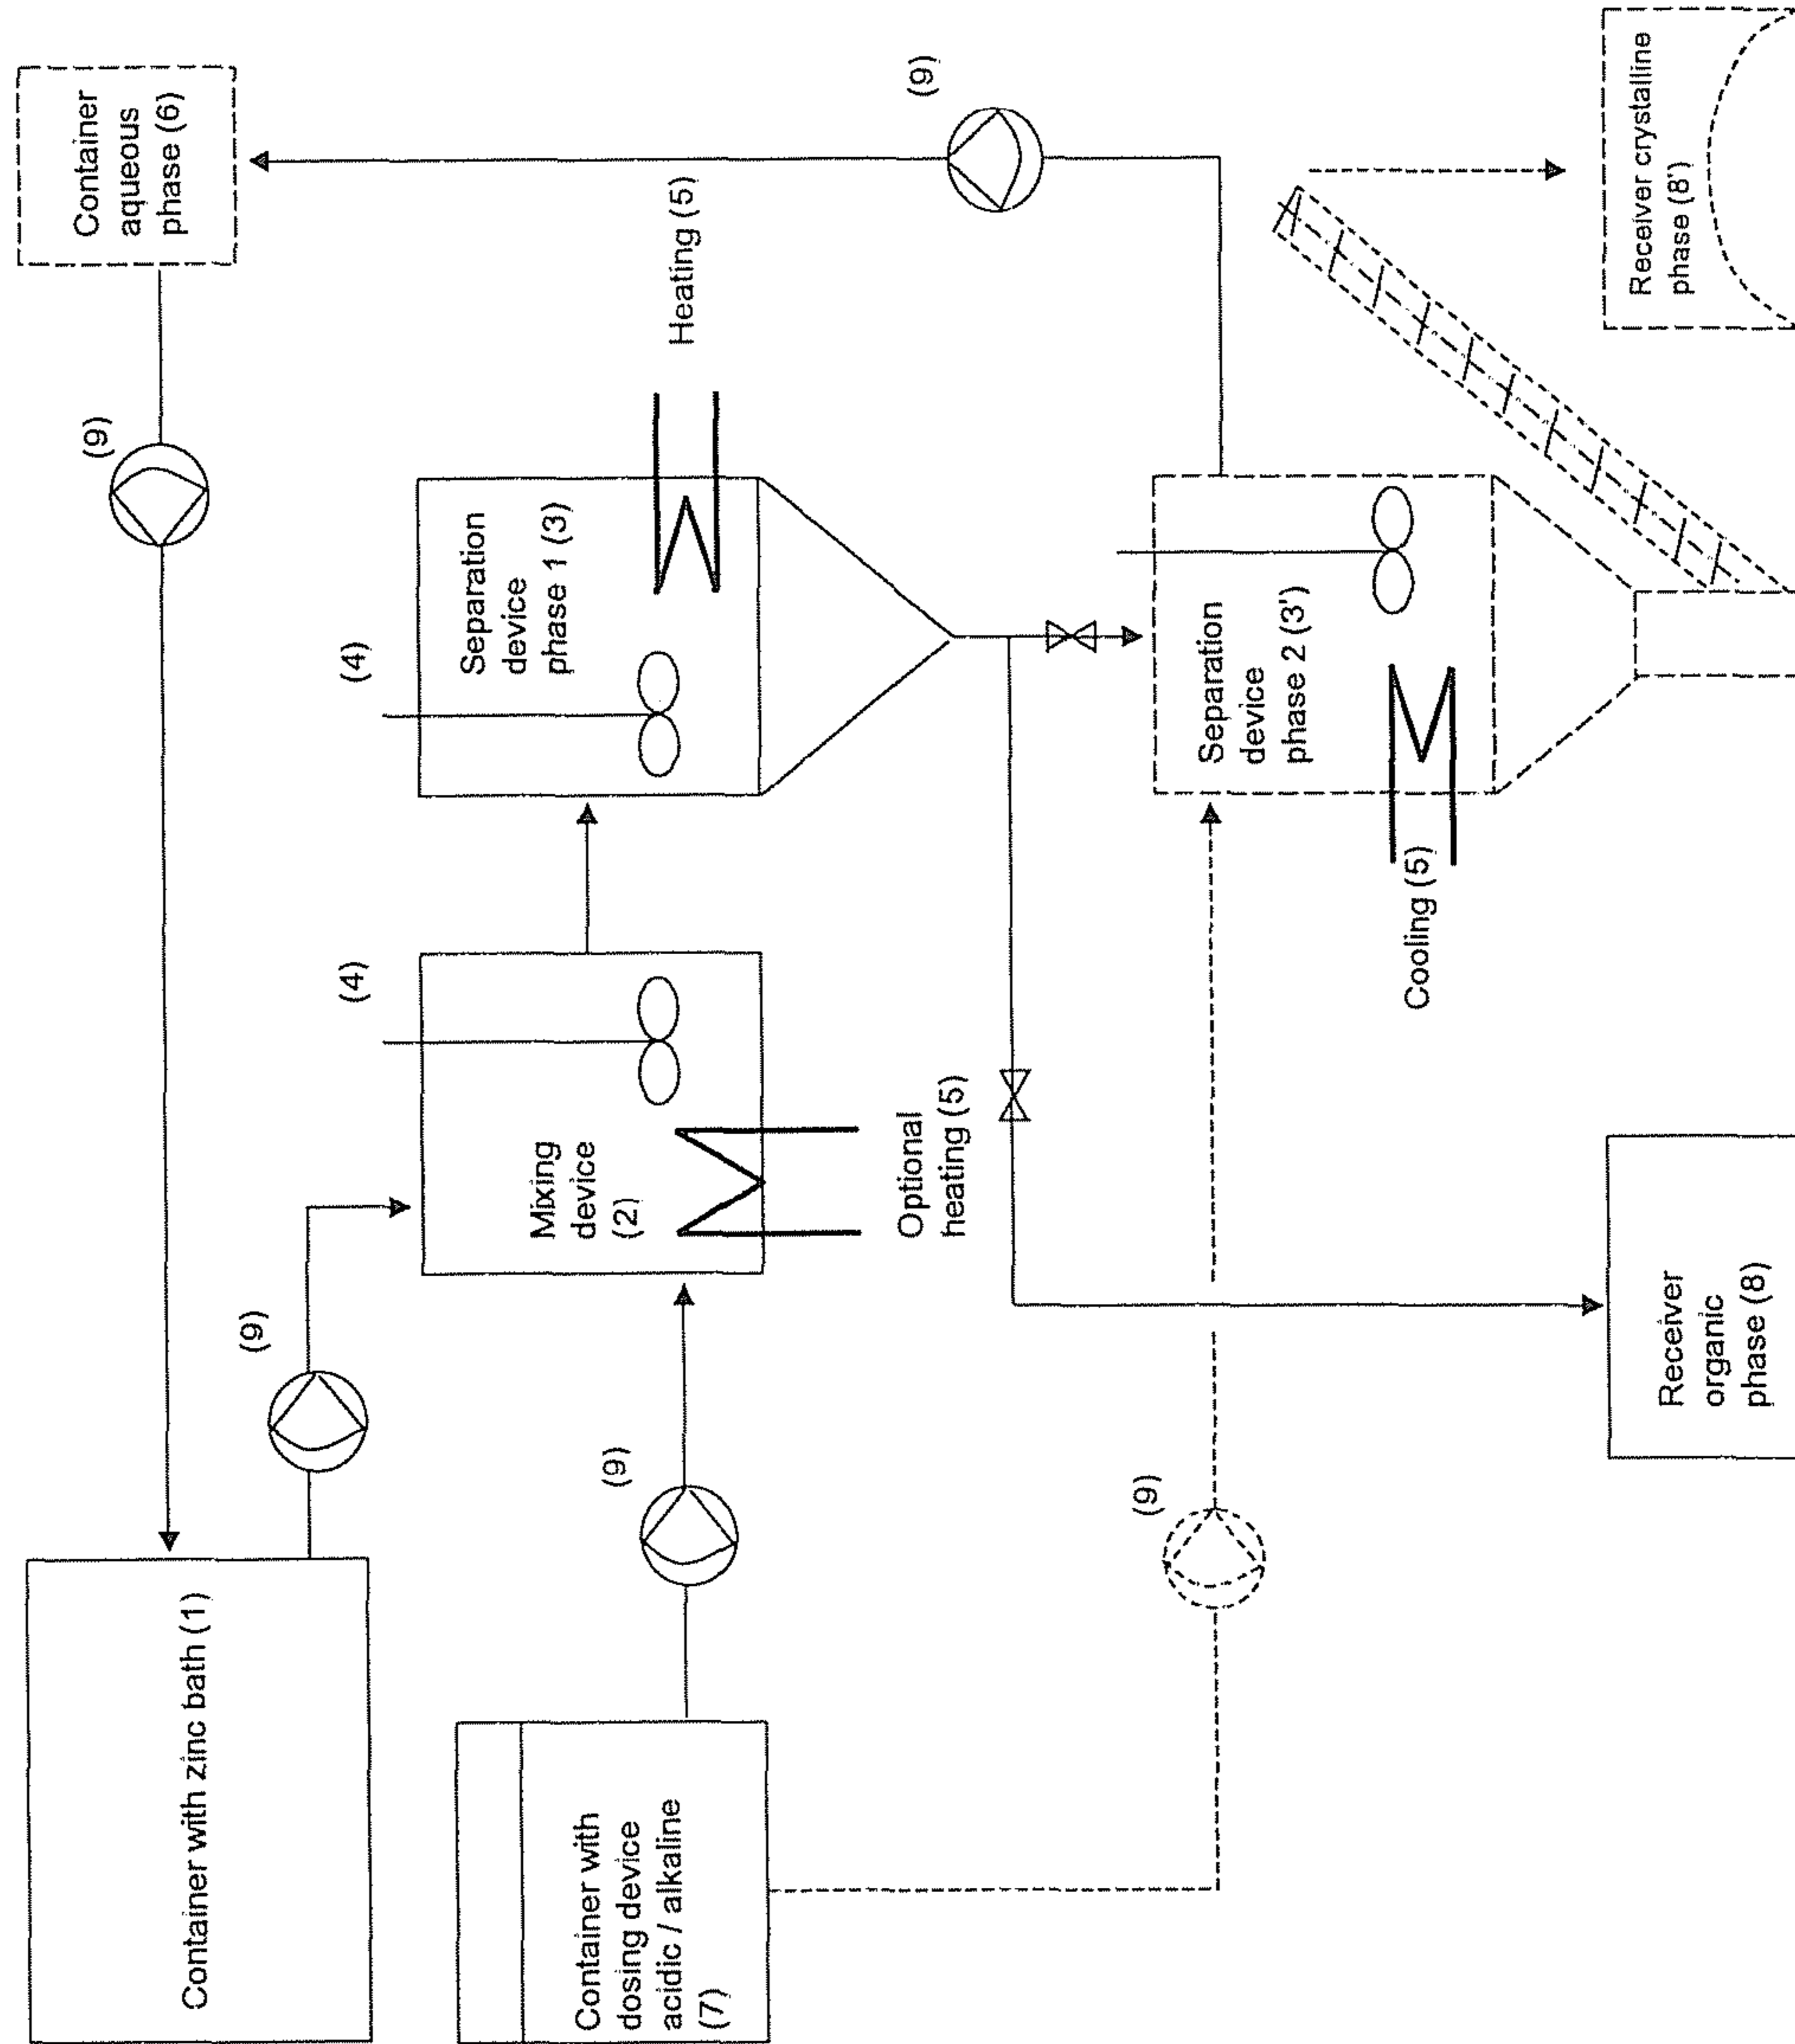 Container with zinc bath (1)
(9)
Container
aqueous
phase (6)
(9)
(4)
(4)
Container with
dosing device
acidic / alkaline
(7)
(9)
Mixing
device
(2)
Optional
heating (5)
Separation
device
phase 1 (3)
Heating (5)
(9)
(9)
Cooling (5)
Separation
device
phase 2 (3')
Receiver
organic
phase (8)
Receiver crystalline
phase (8')